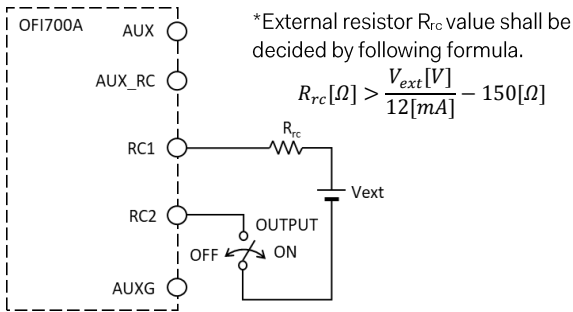 OFI700A
AUX
*External resistor Rrc value shall be
decided by following formula.
Rrc[Ω] > Vext[V] / 12[mA] − 150[Ω]
AUX_RC
Rrc
RC1
Vext
RC2
OUTPUT
OFF ON
AUXG